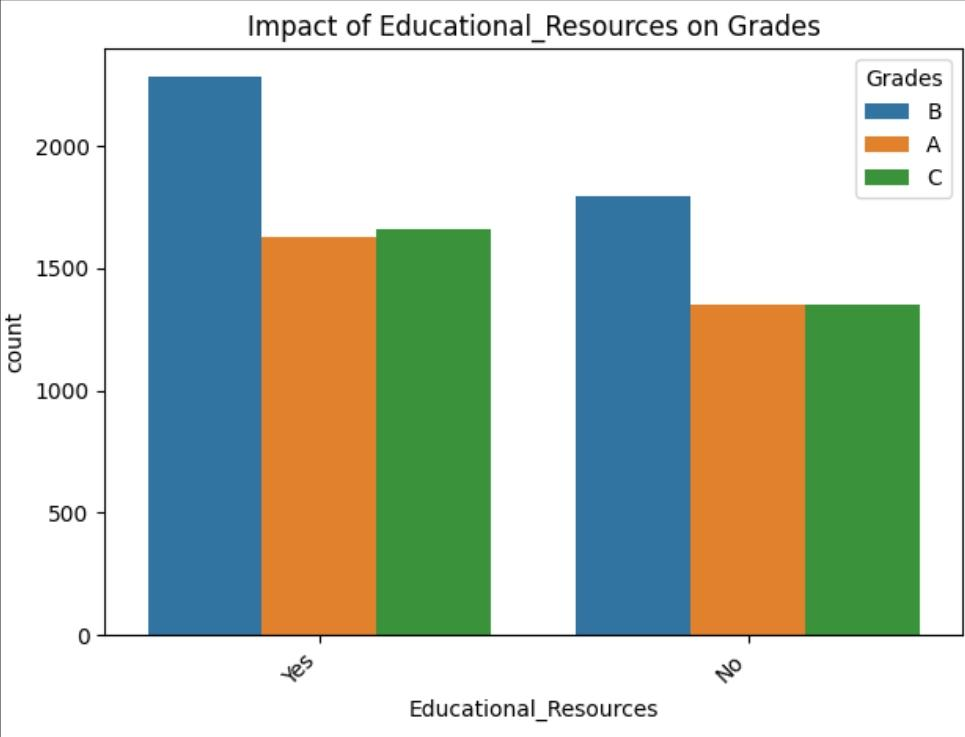 Impact of Educational_Resources on Grades
Grades
B
A
C
2000
1500
1000
500
0
count
Yes
No
Educational_Resources